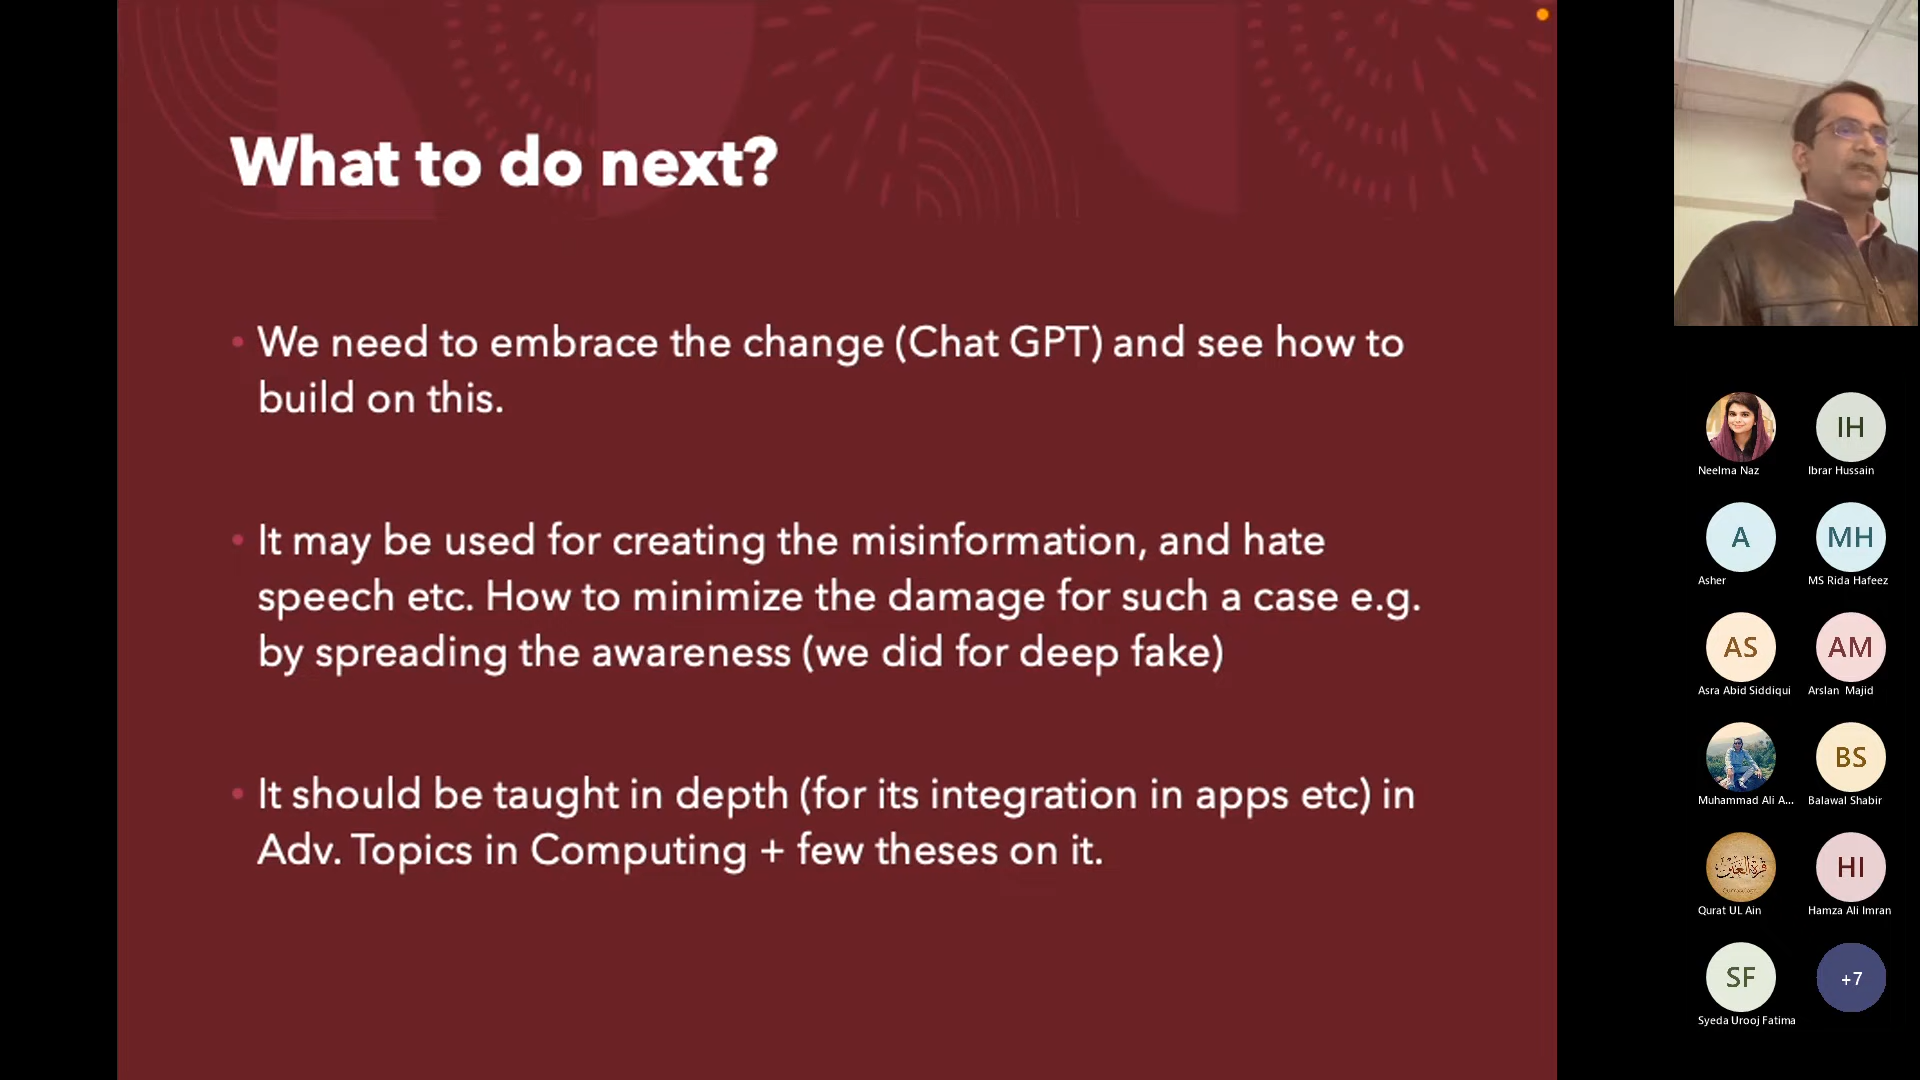 What to do next?
We need to embrace the change (Chat GPT) and see how to
build on this.
It may be used for creating the misinformation, and hate
speech etc. How to minimize the damage for such a case e.g.
by spreading the awareness (we did for deep fake)
It should be taught in depth (for its integration in apps etc) in
Adv. Topics in Computing + few theses on it.
Neelma Naz
IH
Ibrar Hussain
A
Asher
MH
MS Rida Hafeez
AS
Asra Abid Siddiqui
AM
Arslan Majid
Muhammad Ali A...
BS
Balawal Shabir
قرة العين
Qurat UL Ain
HI
Hamza Ali Imran
SF
Syeda Urooj Fatima
+7